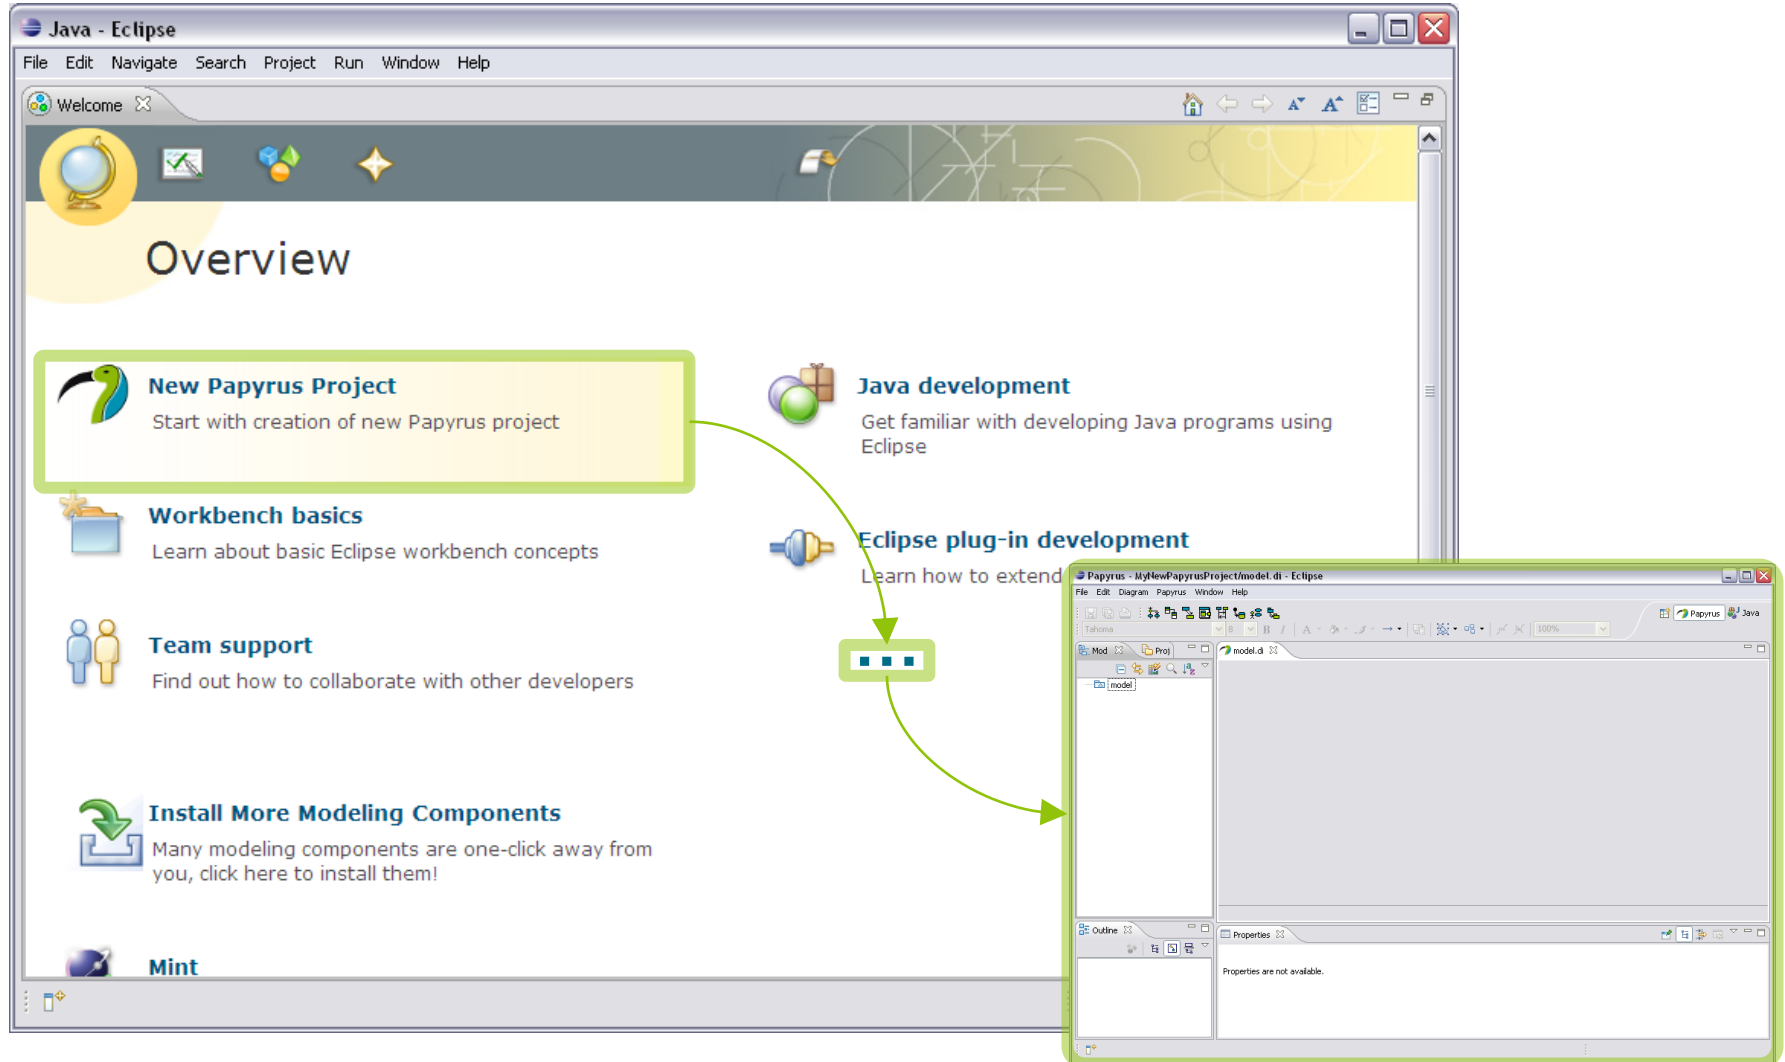 Java - Eclipse
File Edit Navigate Search Project Run Window Help
Welcome
Overview
New Papyrus Project
Start with creation of new Papyrus project
Java development
Get familiar with developing Java programs using
Eclipse
Workbench basics
Learn about basic Eclipse workbench concepts
Eclipse plug-in development
Learn how to extend
Team support
Find out how to collaborate with other developers
Install More Modeling Components
Many modeling components are one-click away from
you, click here to install them!
Mint
Papyrus - MyNewPapyrusProject/model.di - Eclipse
File Edit Diagram Papyrus Window Help
Papyrus Java
Tahoma 8 B I A 100%
Mod Proj model.di
model
Outline
Properties
Properties are not available.